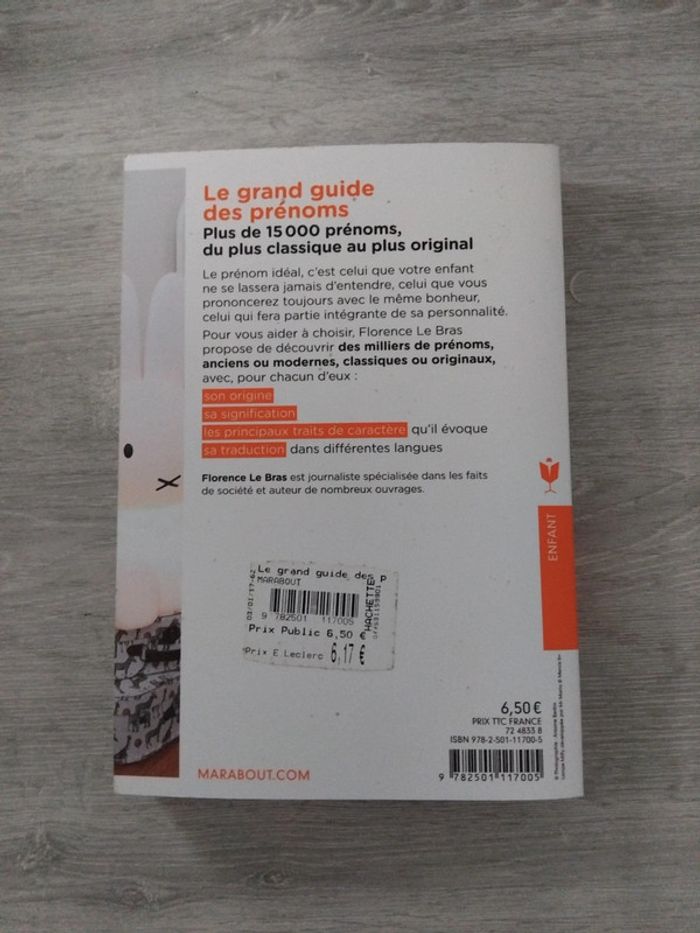 Le grand guide
des prénoms
Plus de 15 000 prénoms,
du plus classique au plus original
Le prénom idéal, c'est celui que votre enfant
ne se lassera jamais d'entendre, celui que vous
prononcerez toujours avec le même bonheur,
celui qui fera partie intégrante de sa personnalité.
Pour vous aider à choisir, Florence Le Bras
propose de découvrir des milliers de prénoms,
anciens ou modernes, classiques ou originaux,
avec, pour chacun d'eux :
son origine
sa signification
les principaux traits de caractère qu'il évoque
sa traduction dans différentes langues
Florence Le Bras est journaliste spécialisée dans les faits
de société et auteur de nombreux ouvrages.
ENFANT
Le grand guide des p
MARABOUT
9 782501 117005
HACHETTE
Prix Public 6,50 €
Prix E Leclerc 6,17 €
6,50 €
PRIX TTC FRANCE
72 4833 8
ISBN 978-2-501-11700-5
9 782501 117005
MARABOUT.COM